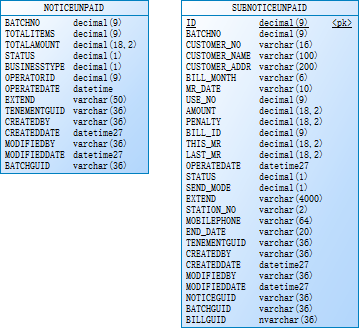 NOTICEUNPAID
BATCHNO decimal(9)
TOTALITEMS decimal(9)
TOTALAMOUNT decimal(18,2)
STATUS decimal(1)
BUSINESSTYPE decimal(1)
OPERATORID decimal(9)
OPERATEDATE datetime
EXTEND varchar(50)
TENEMENTGUID varchar(36)
CREATEDBY varchar(36)
CREATEDDATE datetime27
MODIFIEDBY varchar(36)
MODIFIEDDATE datetime27
BATCHGUID varchar(36)
SUBNOTICEUNPAID
ID decimal(9) <pk>
BATCHNO decimal(9)
CUSTOMER_NO varchar(16)
CUSTOMER_NAME varchar(100)
CUSTOMER_ADDR varchar(200)
BILL_MONTH varchar(6)
MR_DATE varchar(10)
USE_NO decimal(9)
AMOUNT decimal(18,2)
PENALTY decimal(18,2)
BILL_ID decimal(9)
THIS_MR decimal(18,2)
LAST_MR decimal(18,2)
OPERATEDATE datetime27
STATUS decimal(1)
SEND_MODE decimal(1)
EXTEND varchar(4000)
STATION_NO varchar(2)
MOBILEPHONE varchar(64)
END_DATE varchar(20)
TENEMENTGUID varchar(36)
CREATEDBY varchar(36)
CREATEDDATE datetime27
MODIFIEDBY varchar(36)
MODIFIEDDATE datetime27
NOTICEGUID varchar(36)
BATCHGUID varchar(36)
BILLGUID nvarchar(36)